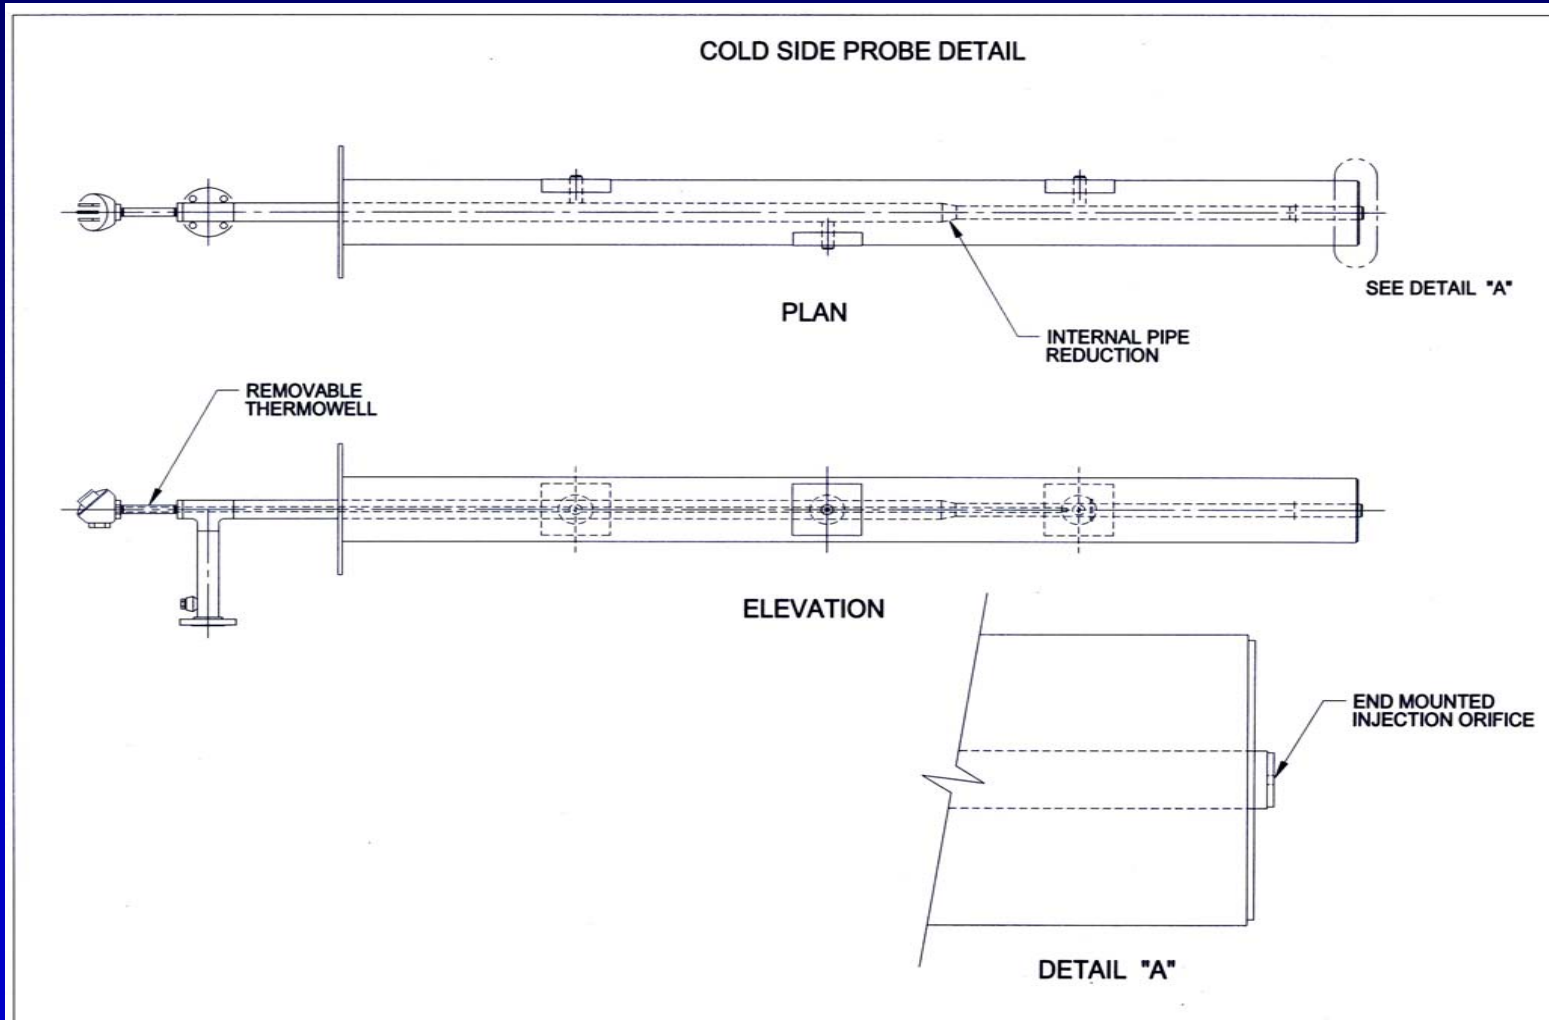 COLD SIDE PROBE DETAIL
SEE DETAIL "A"
PLAN
INTERNAL PIPE
REDUCTION
REMOVABLE
THERMOWELL
ELEVATION
END MOUNTED
INJECTION ORIFICE
DETAIL "A"